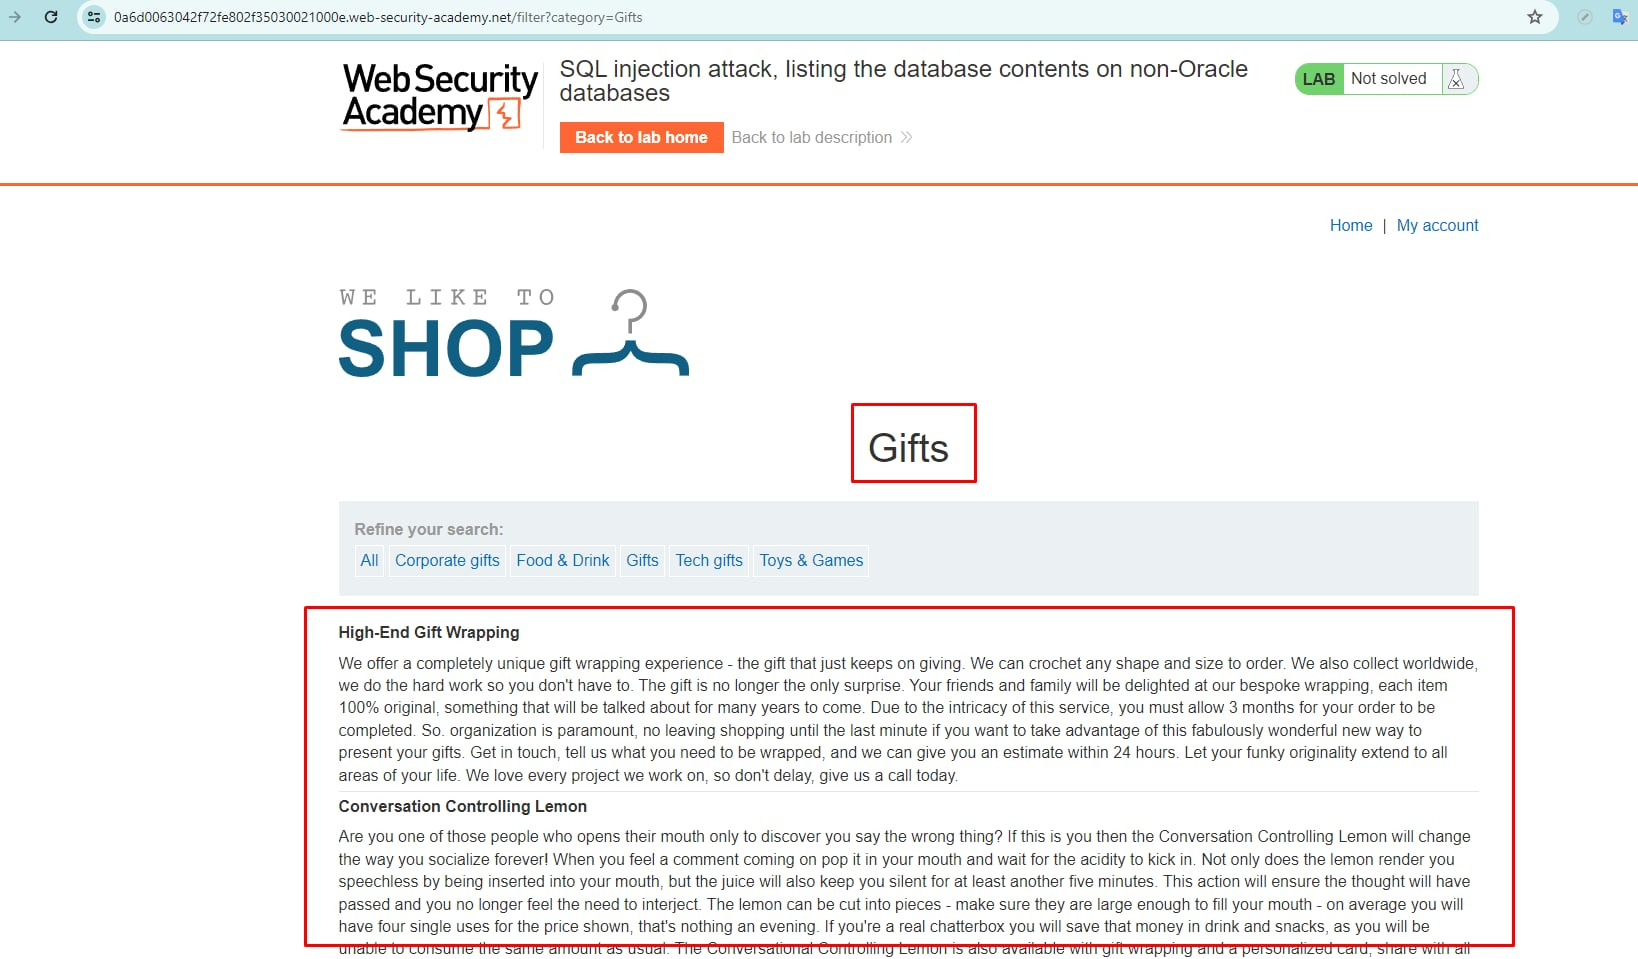 0a6d0063042f72fe802f35030021000e.web-security-academy.net/filter?category=Gifts
WebSecurity
Academy
SQL injection attack, listing the database contents on non-Oracle
databases
LAB Not solved
Back to lab home Back to lab description
Home | My account
WE LIKE TO
SHOP
Gifts
Refine your search:
All Corporate gifts Food & Drink Gifts Tech gifts Toys & Games
High-End Gift Wrapping
We offer a completely unique gift wrapping experience - the gift that just keeps on giving. We can crochet any shape and size to order. We also collect worldwide,
we do the hard work so you don't have to. The gift is no longer the only surprise. Your friends and family will be delighted at our bespoke wrapping, each item
100% original, something that will be talked about for many years to come. Due to the intricacy of this service, you must allow 3 months for your order to be
completed. So. organization is paramount, no leaving shopping until the last minute if you want to take advantage of this fabulously wonderful new way to
present your gifts. Get in touch, tell us what you need to be wrapped, and we can give you an estimate within 24 hours. Let your funky originality extend to all
areas of your life. We love every project we work on, so don't delay, give us a call today.
Conversation Controlling Lemon
Are you one of those people who opens their mouth only to discover you say the wrong thing? If this is you then the Conversation Controlling Lemon will change
the way you socialize forever! When you feel a comment coming on pop it in your mouth and wait for the acidity to kick in. Not only does the lemon render you
speechless by being inserted into your mouth, but the juice will also keep you silent for at least another five minutes. This action will ensure the thought will have
passed and you no longer feel the need to interject. The lemon can be cut into pieces - make sure they are large enough to fill your mouth - on average you will
have four single uses for the price shown, that's nothing an evening. If you're a real chatterbox you will save that money in drink and snacks, as you will be
unable to consume the same amount as usual. The Conversational Controlling Lemon is also available with gift wrapping and a personalized card, share with all